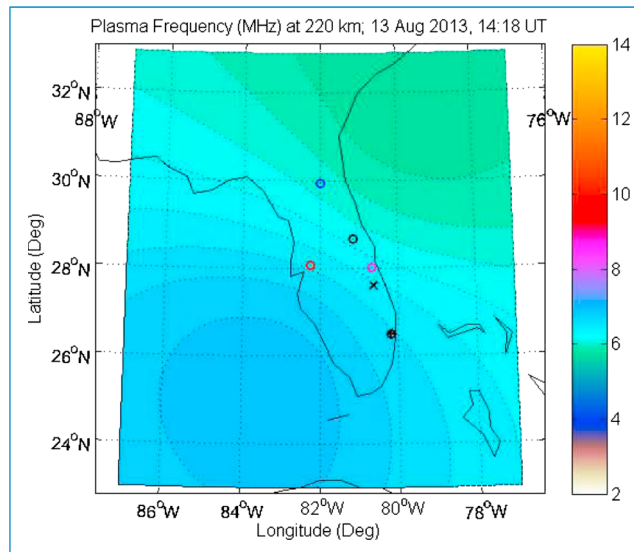 Plasma Frequency (MHz) at 220 km; 13 Aug 2013, 14:18 UT
32°N
88°W
76°W
30°N
28°N
26°N
24°N
86°W
84°W
82°W
80°W
78°W
Latitude (Deg)
Longitude (Deg)
14
12
10
8
6
4
2